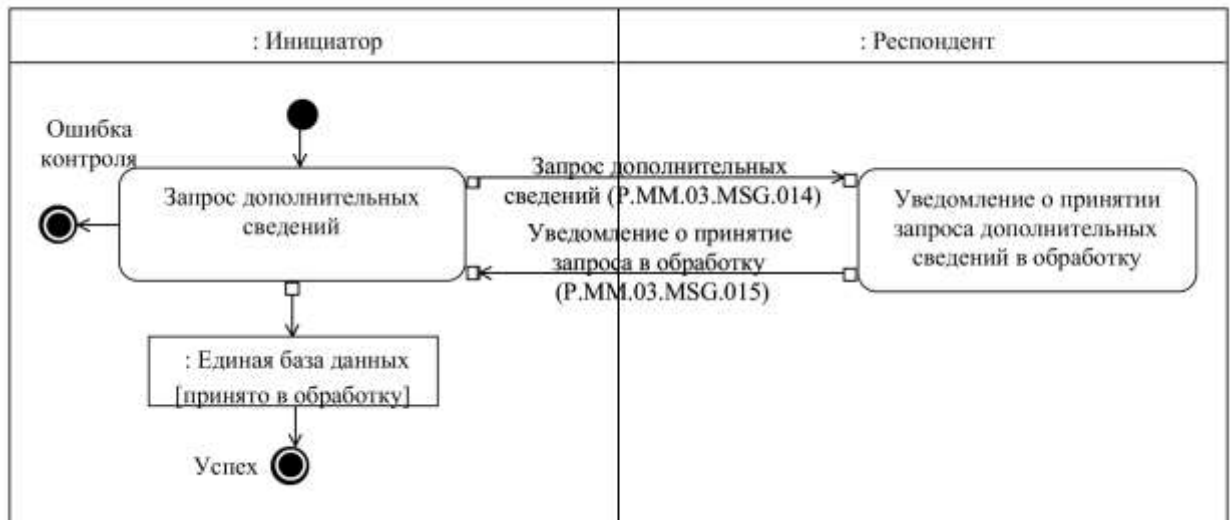 : Инициатор
: Респондент
Ошибка
контроля
Запрос дополнительных
сведений
Запрос дополнительных
сведений (P.MM.03.MSG.014)
Уведомление о принятие
запроса в обработку
(P.MM.03.MSG.015)
Уведомление о принятии
запроса дополнительных
сведений в обработку
: Единая база данных
[принято в обработку]
Успех